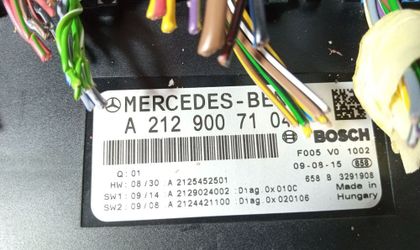 MERCEDES-BE
A 212 900 71 04
BOSCH
F005 V0 1002
Q: 01
09-08-15 658
HW: 08/30 A 2125452501
658 B 3291908
SW1: 09/14 A 2129024002 Diag:0x010C
Made in
SW2: 09/08 A 2124421100 Diag:0x020106
Hungary